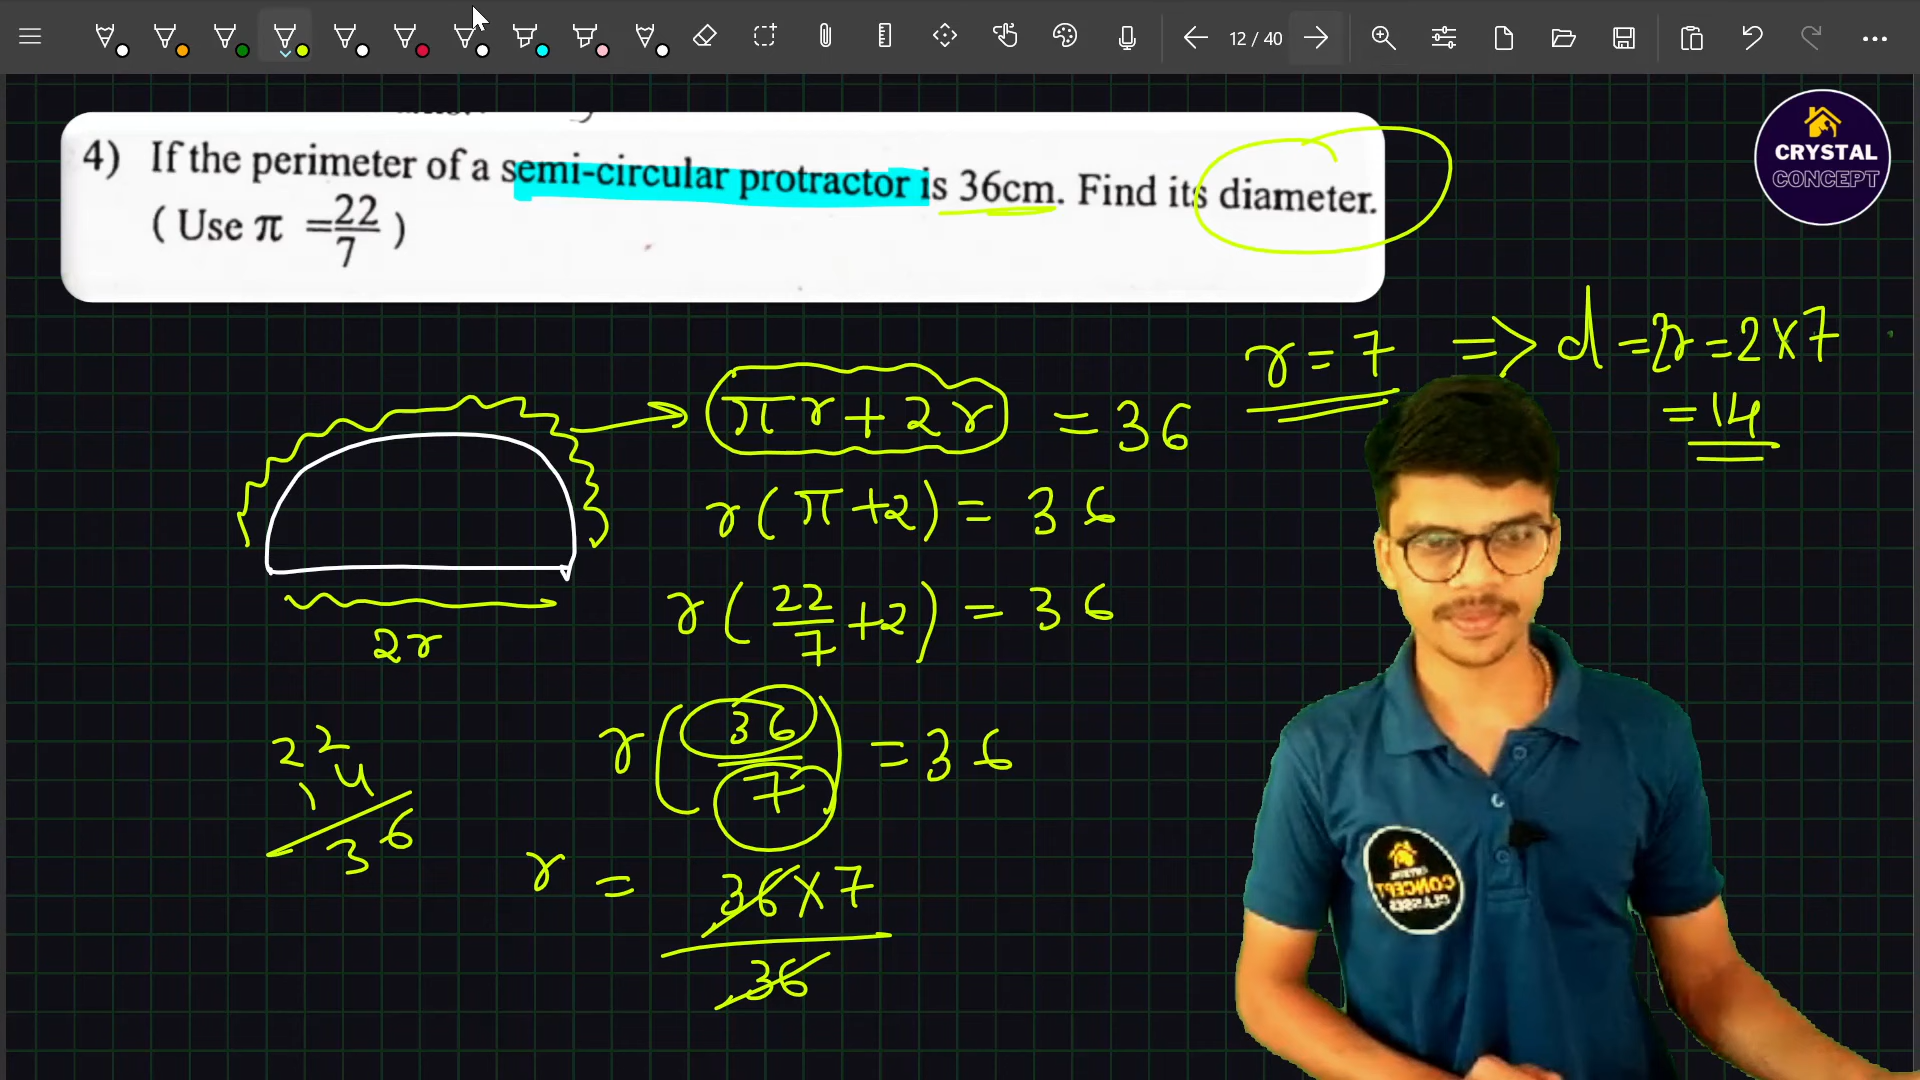 12 / 40
4) If the perimeter of a semi-circular protractor is 36cm. Find its diameter.
( Use π = 22/7 )
CRYSTAL
CONCEPT
r = 7 => d = 2r = 2 x 7
= 14
πr + 2r = 36
r ( π + 2 ) = 36
r ( 22/7 + 2 ) = 36
2r
r ( 36/7 ) = 36
22
14
36
r = 36 x 7
36
CONCEPT
CLASSES